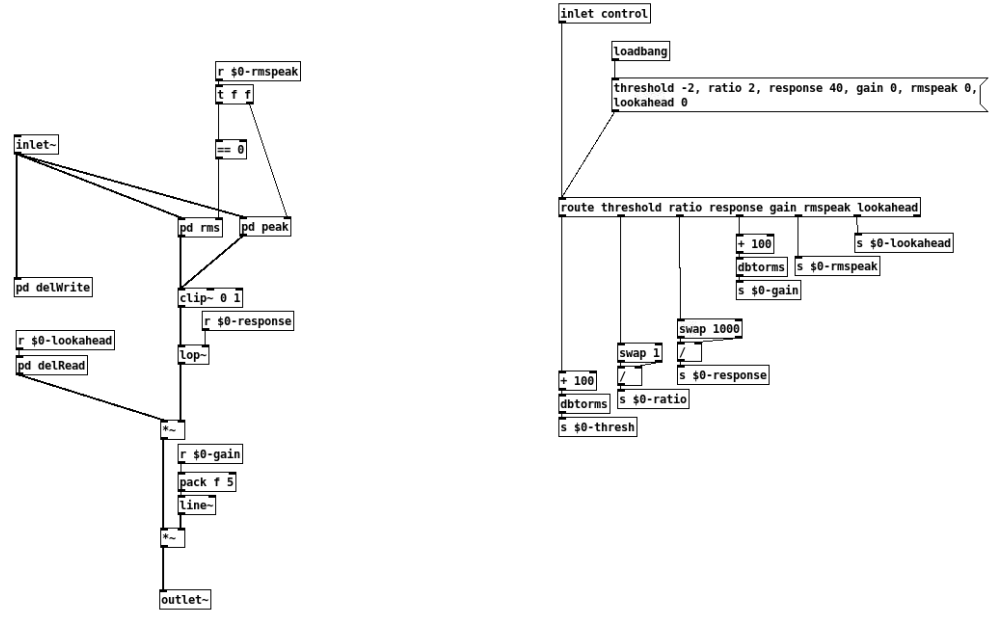 r $0-rmspeak
t f f
inlet~
== 0
pd rms
pd peak
pd delWrite
clip~ 0 1
r $0-response
r $0-lookahead
lop~
pd delRead
*~
r $0-gain
pack f 5
line~
*~
outlet~
inlet control
loadbang
threshold -2, ratio 2, response 40, gain 0, rmspeak 0,
lookahead 0
route threshold ratio response gain rmspeak lookahead
+ 100
s $0-lookahead
dbtorms
s $0-rmspeak
s $0-gain
swap 1000
swap 1
/
/
s $0-response
+ 100
s $0-ratio
dbtorms
s $0-thresh